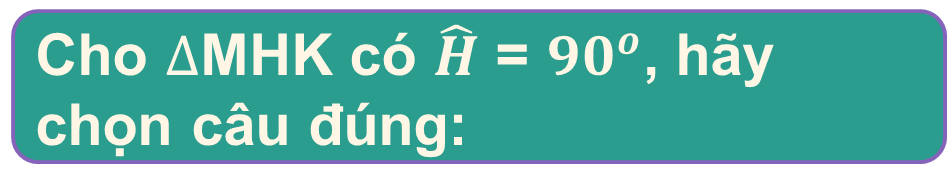 Cho ΔMHK có Ĥ = 90ᵒ, hãy
chọn câu đúng: